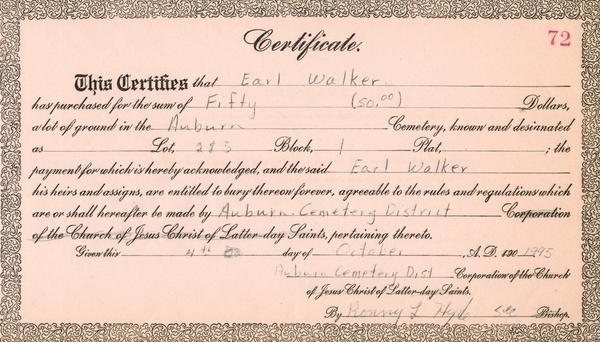 72
Certificate.
This Certifies that Earl Walker
has purchased for the sum of Fifty (50.00) Dollars,
a lot of ground in the Auburn Cemetery, known and desianated
as Lot, 2 & 3 Block, 1 Plat, ; the
payment for which is hereby acknowledged, and the said Earl Walker
his heirs and assigns, are entitled to bury thereon forever, agreeable to the rules and regulations which
are or shall hereafter be made by Auburn Cemetery District Corporation
of the Church of Jesus Christ of Latter-day Saints, pertaining thereto.
Given this 4th day of October , A.D. 190 1995
Auburn Cemetery Dist Corporation of the Church
of Jesus Christ of Latter-day Saints.
By Ronny L Hyde Bishop.